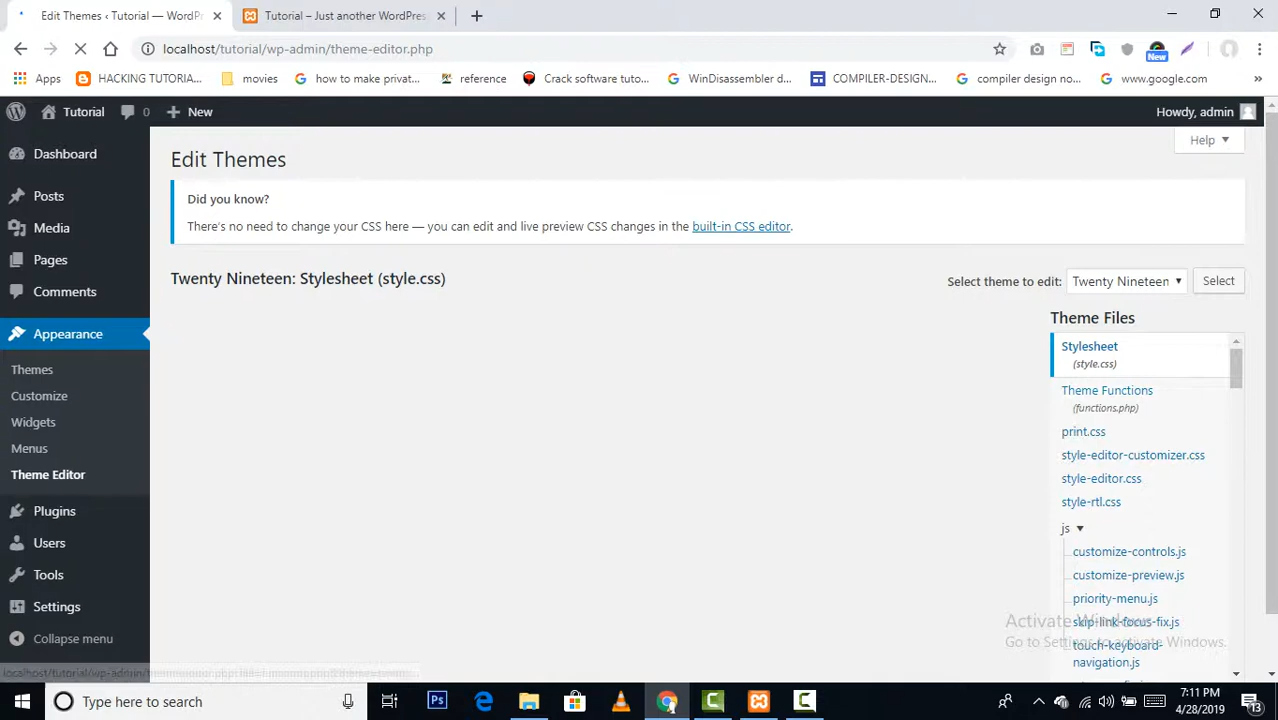 Edit Themes ‹ Tutorial — WordPr
Tutorial – Just another WordPress
localhost/tutorial/wp-admin/theme-editor.php
New
Apps
HACKING TUTORIA...
movies
how to make privat...
reference
Crack software tuto...
WinDisassembler d...
COMPILER-DESIGN...
compiler design no...
www.google.com
»
Tutorial
0
New
Howdy, admin
Dashboard
Posts
Media
Pages
Comments
Appearance
Themes
Customize
Widgets
Menus
Theme Editor
Plugins
Users
Tools
Settings
Collapse menu
Help
Edit Themes
Did you know?
There's no need to change your CSS here — you can edit and live preview CSS changes in the built-in CSS editor.
Twenty Nineteen: Stylesheet (style.css)
Select theme to edit: Twenty Nineteen Select
Theme Files
Stylesheet
(style.css)
Theme Functions
(functions.php)
print.css
style-editor-customizer.css
style-editor.css
style-rtl.css
js
customize-controls.js
customize-preview.js
priority-menu.js
skip-link-focus-fix.js
touch-keyboard-
navigation.js
Activate Windows
Go to Settings to activate Windows.
Type here to search
Ps
7:11 PM
4/28/2019
13